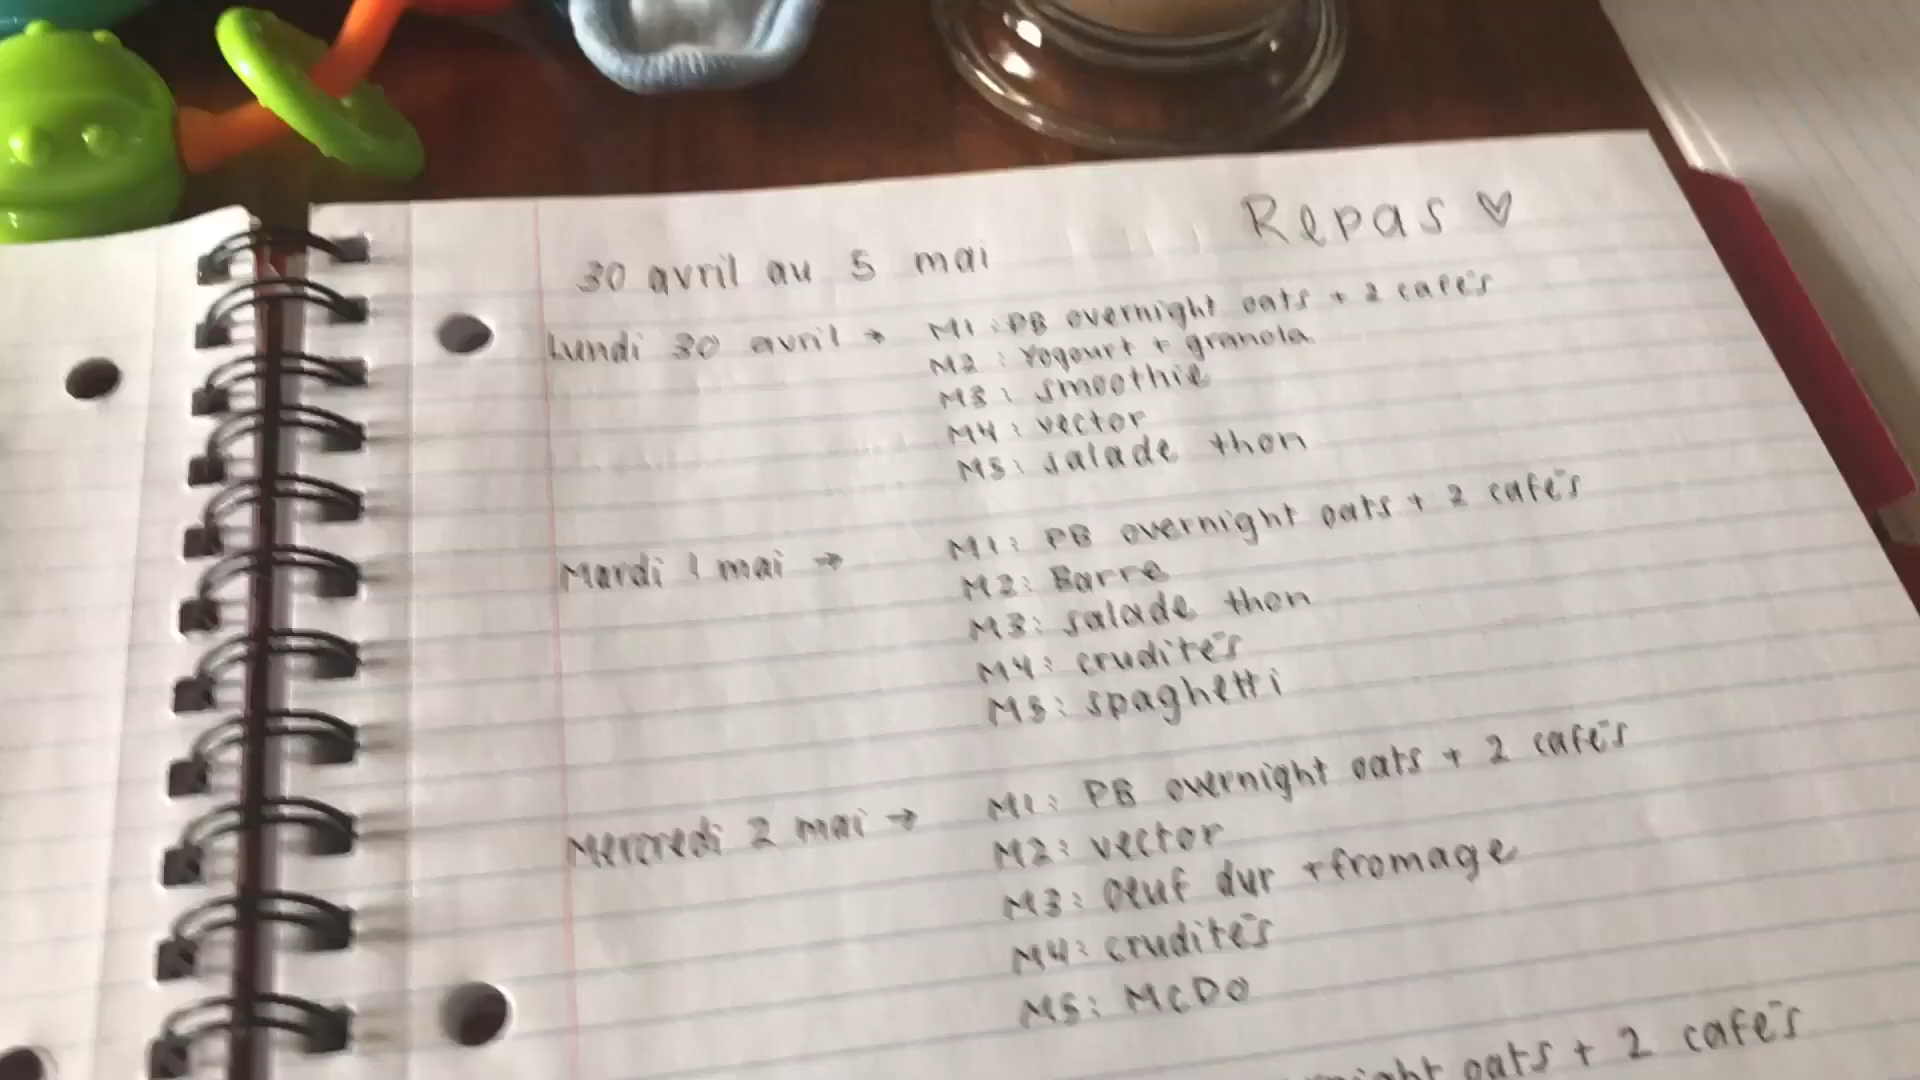 Repas ♡
30 avril au 5 mai
Lundi 30 avril → M1: PB overnight oats + 2 cafés
M2: Yogourt + granola
M3: smoothie
M4: vector
M5: salade thon
Mardi 1 mai → M1: PB overnight oats + 2 cafés
M2: Barre
M3: salade thon
M4: crudités
M5: spaghetti
Mercredi 2 mai → M1: PB overnight oats + 2 cafés
M2: vector
M3: oeuf dur + fromage
M4: crudités
M5: MCDO
oats + 2 cafés